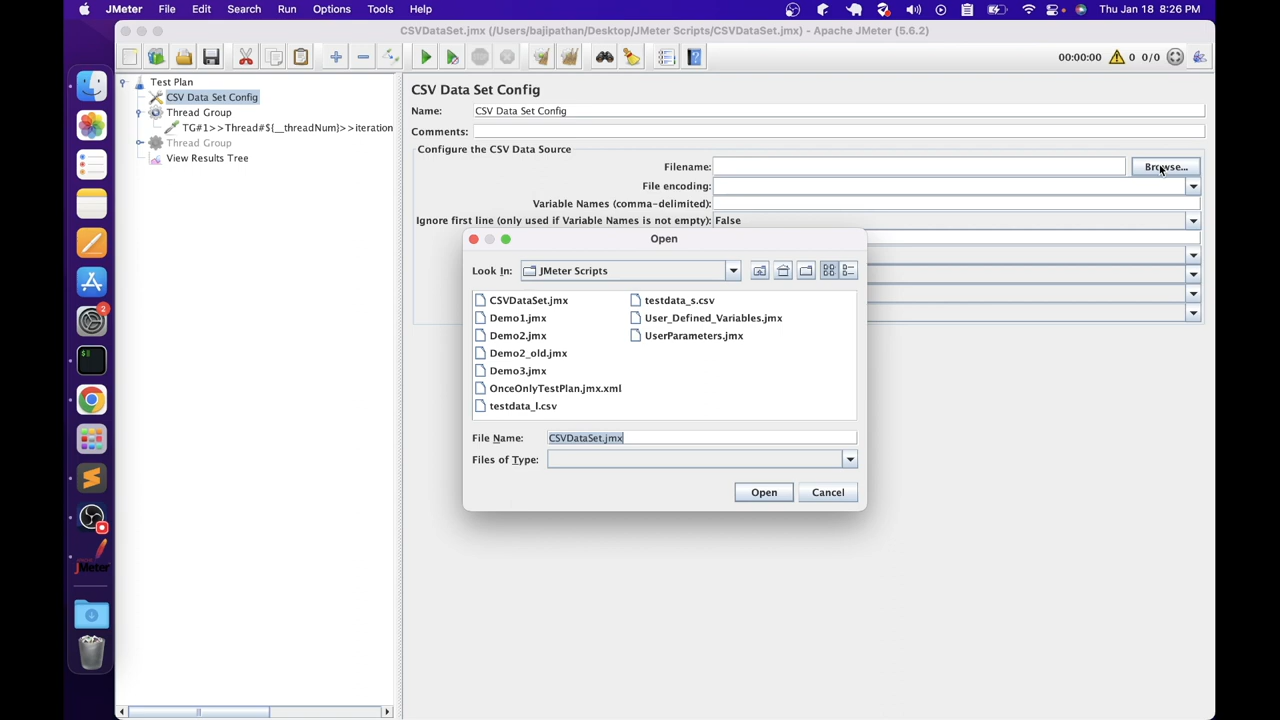 JMeter File Edit Search Run Options Tools Help Thu Jan 18 8:26 PM
CSVDataSet.jmx (/Users/bajipathan/Desktop/JMeter Scripts/CSVDataSet.jmx) - Apache JMeter (5.6.2)
00:00:00 0 0/0
Test Plan
CSV Data Set Config
Thread Group
TG#1>>Thread#${__threadNum}>>iteration
Thread Group
View Results Tree
CSV Data Set Config
Name: CSV Data Set Config
Comments:
Configure the CSV Data Source
Filename: Browse...
File encoding:
Variable Names (comma-delimited):
Ignore first line (only used if Variable Names is not empty): False
Open
Look In: JMeter Scripts
CSVDataSet.jmx
Demo1.jmx
Demo2.jmx
Demo2_old.jmx
Demo3.jmx
OnceOnlyTestPlan.jmx.xml
testdata_l.csv
testdata_s.csv
User_Defined_Variables.jmx
UserParameters.jmx
File Name: CSVDataSet.jmx
Files of Type:
Open Cancel
2
$
JMeter